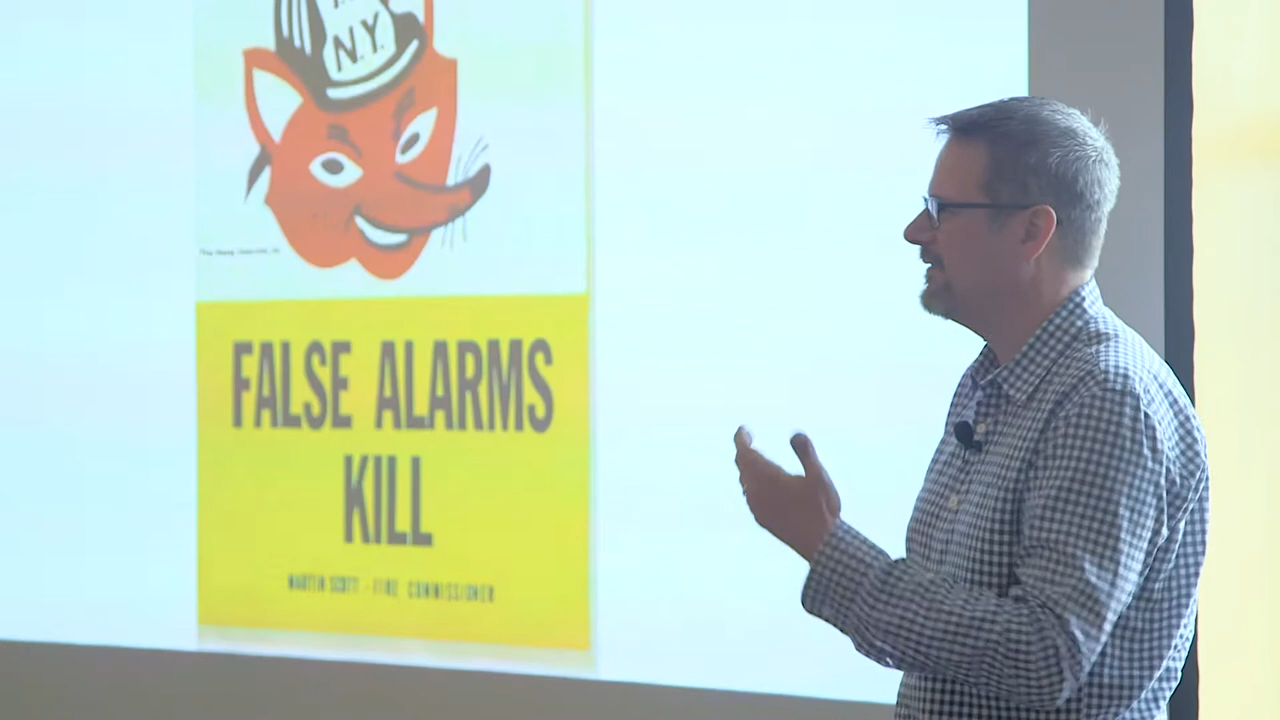 N.Y.
FALSE ALARMS
KILL
MARTIN SCOTT - FIRE COMMISSIONER